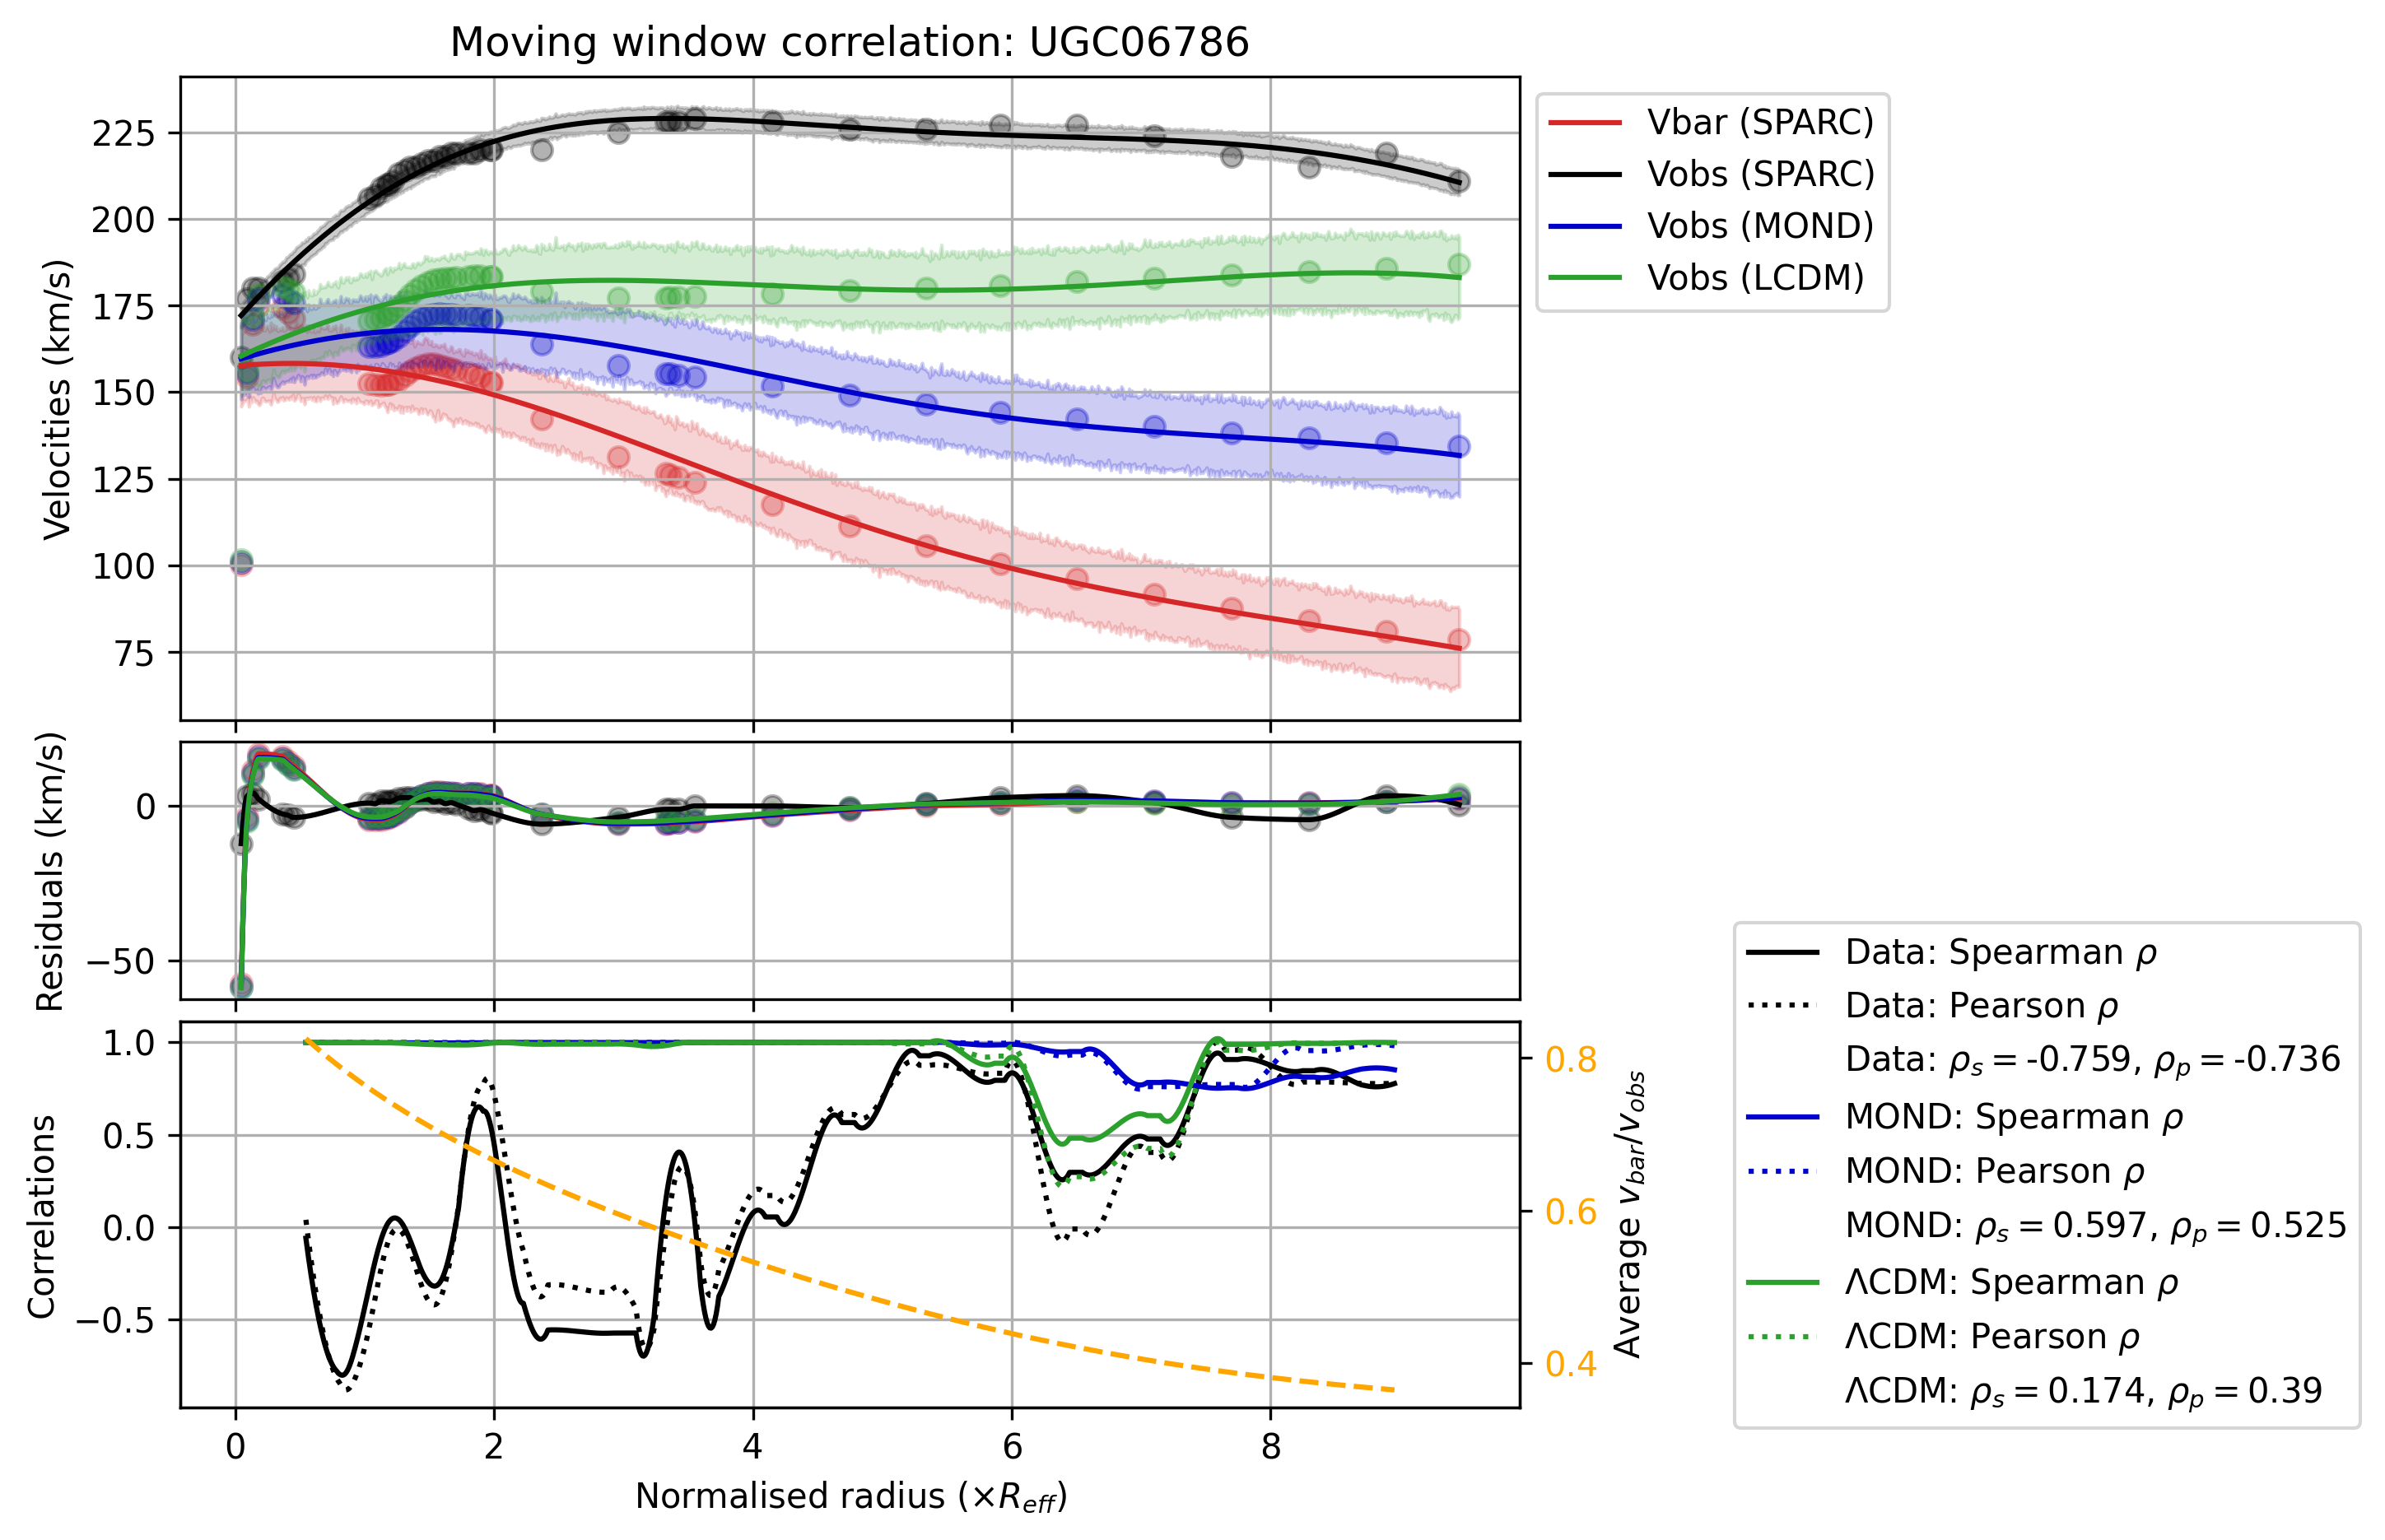 Moving window correlation: UGC06786
Velocities (km/s)
225
200
175
150
125
100
75
Vbar (SPARC)
Vobs (SPARC)
Vobs (MOND)
Vobs (LCDM)
Residuals (km/s)
0
−50
Correlations
1.0
0.5
0.0
−0.5
0.8
0.6
0.4
Average v_bar/v_obs
0 2 4 6 8
Normalised radius (×R_eff)
Data: Spearman ρ
Data: Pearson ρ
Data: ρ_s = -0.759, ρ_p = -0.736
MOND: Spearman ρ
MOND: Pearson ρ
MOND: ρ_s = 0.597, ρ_p = 0.525
ΛCDM: Spearman ρ
ΛCDM: Pearson ρ
ΛCDM: ρ_s = 0.174, ρ_p = 0.39